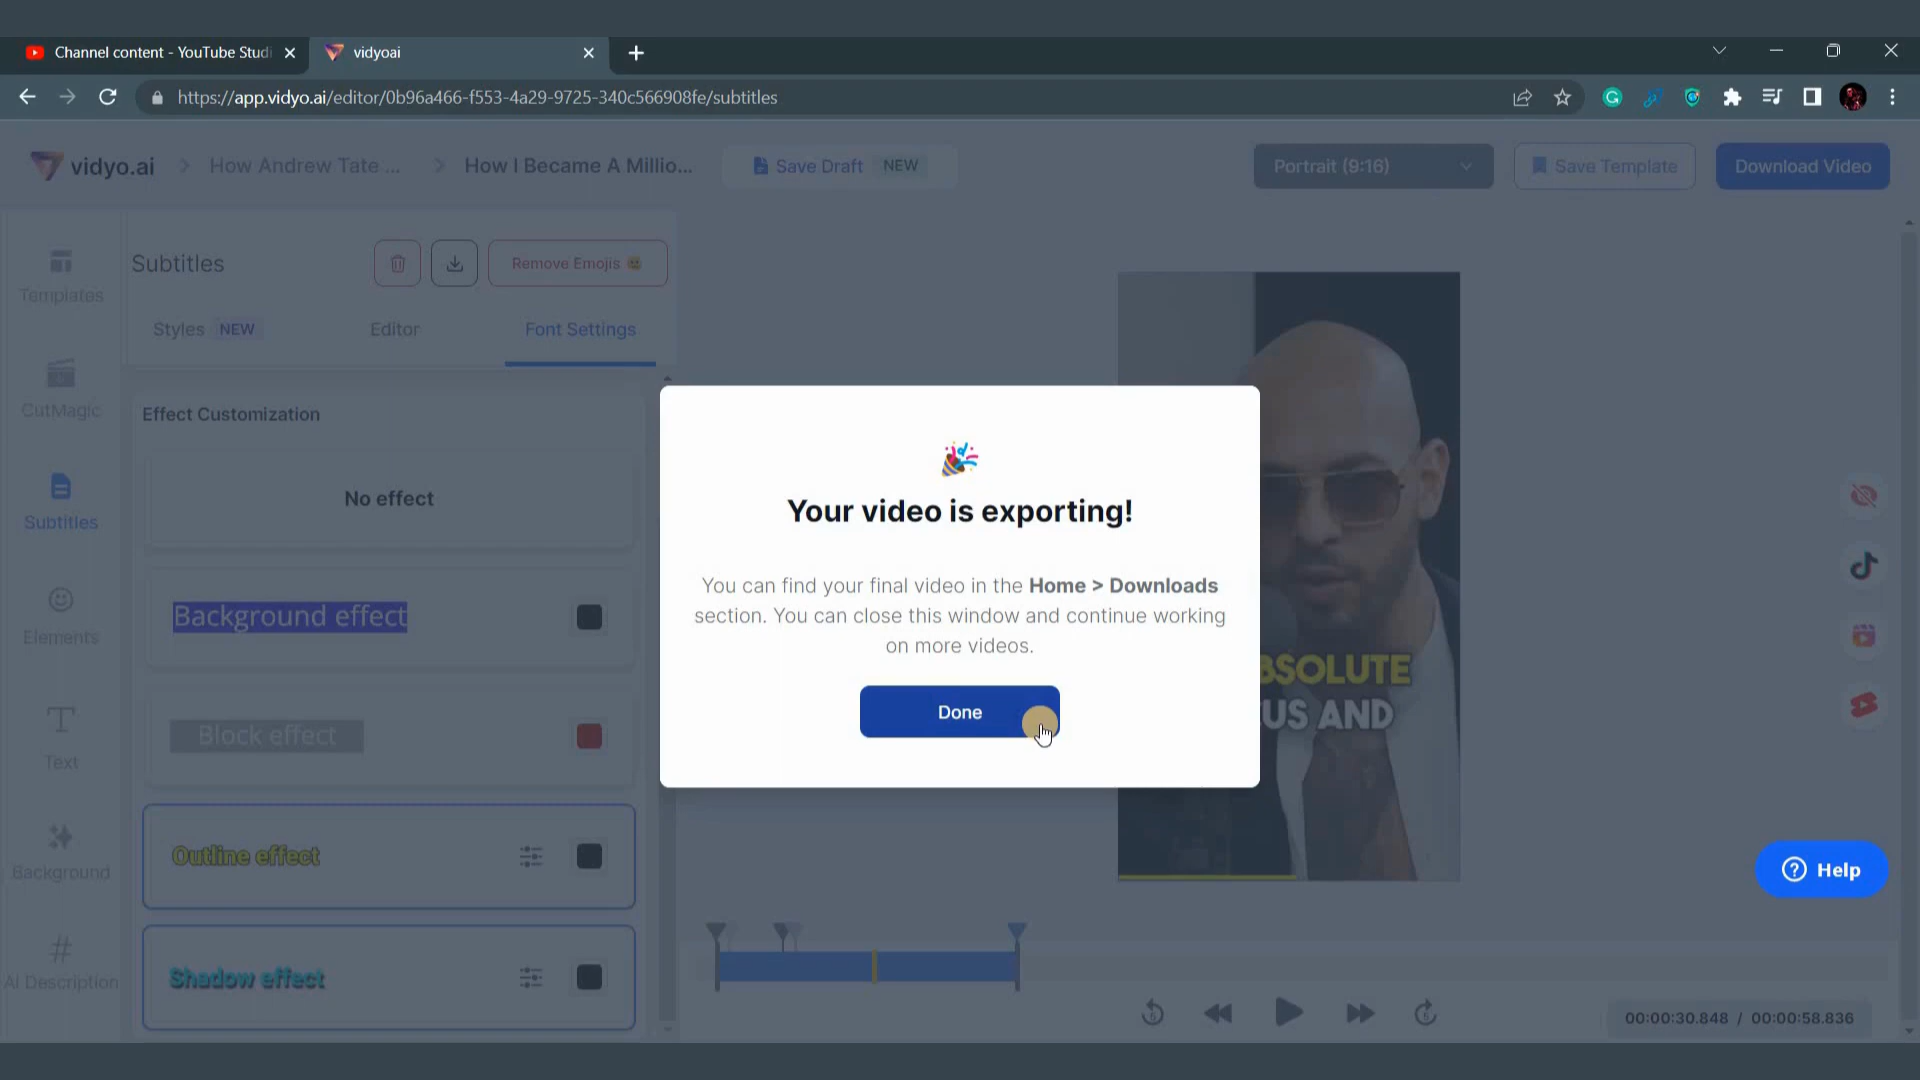 Channel content - YouTube Studi
vidyoai
https://app.vidyo.ai/editor/0b96a466-f553-4a29-9725-340c566908fe/subtitles
vidyo.ai
How Andrew Tate ...
How I Became A Millio...
Save Draft
NEW
Portrait (9:16)
Save Template
Download Video
Templates
CutMagic
Subtitles
Elements
Text
Background
AI Description
Subtitles
Remove Emojis
Styles
NEW
Editor
Font Settings
Effect Customization
No effect
Background effect
Block effect
Outline effect
Shadow effect
Your video is exporting!
You can find your final video in the Home > Downloads
section. You can close this window and continue working
on more videos.
Done
BSOLUTE
US AND
Help
5
5
00:00:30.848 / 00:00:58.836